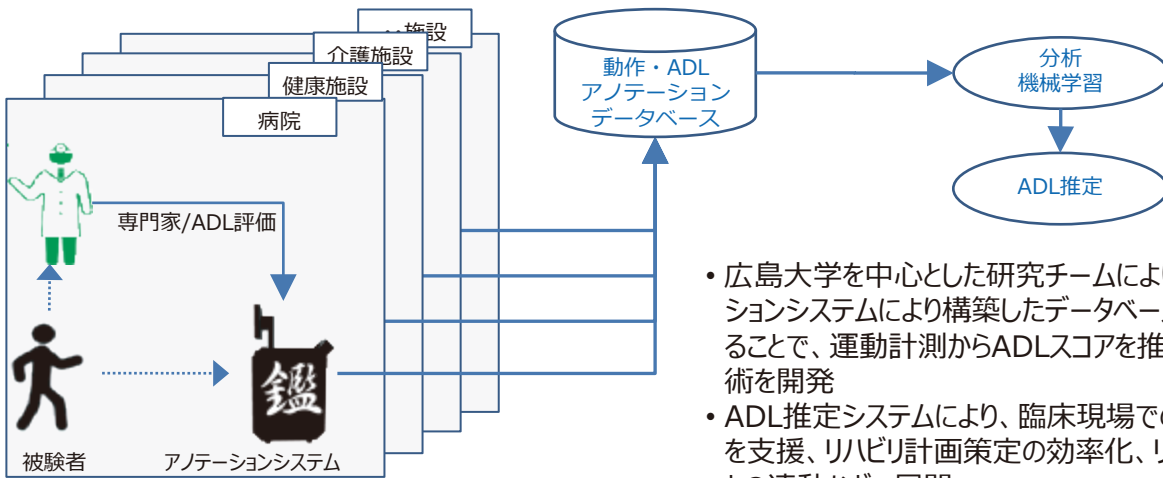 施設
介護施設
健康施設
病院
専門家/ADL評価
鑑
被験者
アノテーションシステム
動作・ADL
アノテーション
データベース
分析
機械学習
ADL推定
• 広島大学を中心とした研究チームによ
ションシステムにより構築したデータベー
ることで、運動計測からADLスコアを推
術を開発
• ADL推定システムにより、臨床現場で
を支援、リハビリ計画策定の効率化、リ